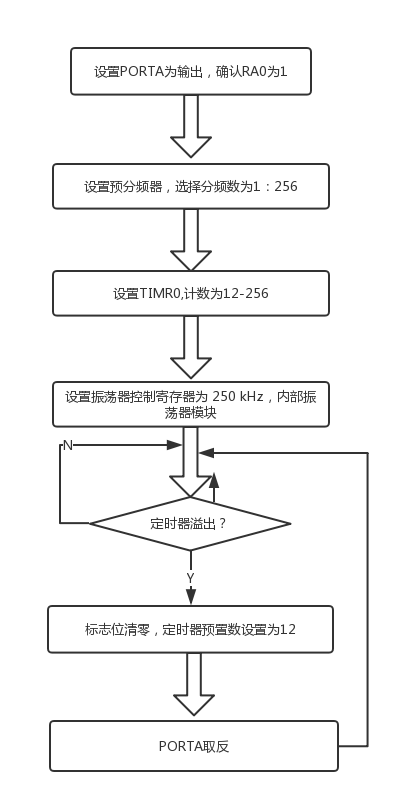 设置PORTA为输出，确认RA0为1
设置预分频器，选择分频数为1：256
设置TIMR0,计数为12-256
设置振荡器控制寄存器为 250 kHz，内部振
荡器模块
N
定时器溢出？
Y
标志位清零，定时器预置数设置为12
PORTA取反